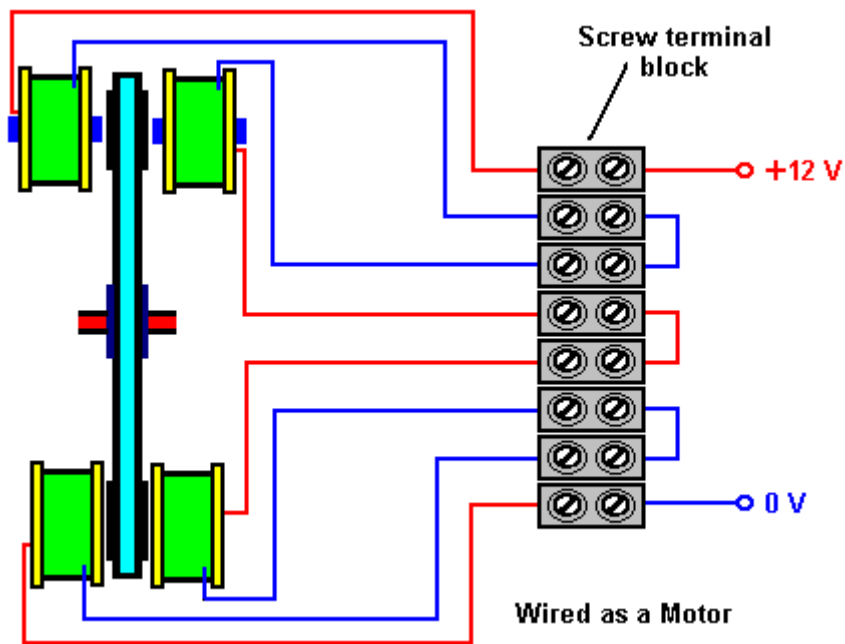 Screw terminal
block
+12 V
0 V
Wired as a Motor